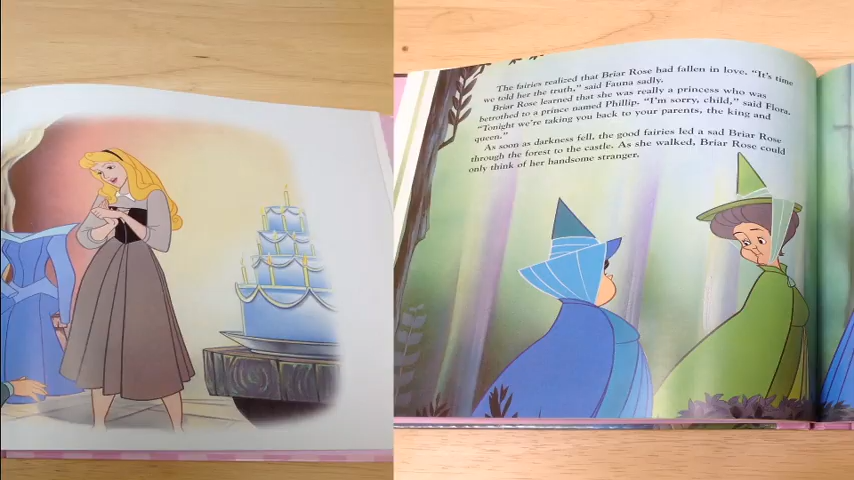 The fairies realized that Briar Rose had fallen in love. "It's time
we told her the truth," said Fauna sadly.
Briar Rose learned that she was really a princess who was
betrothed to a prince named Phillip. "I'm sorry, child," said Flora.
"Tonight we're taking you back to your parents, the king and
queen."
As soon as darkness fell, the good fairies led a sad Briar Rose
through the forest to the castle. As she walked, Briar Rose could
only think of her handsome stranger.